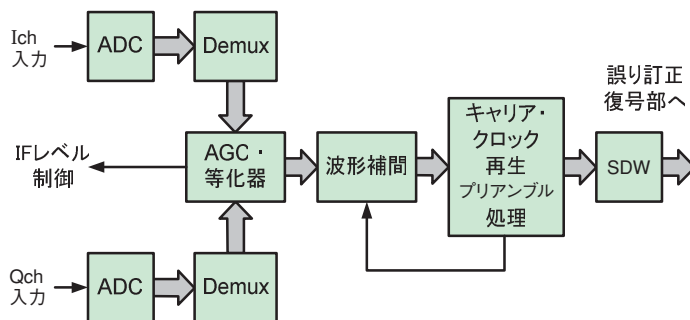 Ich
入力
ADC
Demux
誤り訂正
復号部へ
IFレベル
制御
AGC・
等化器
波形補間
キャリア・
クロック
再生
プリアンブル
処理
SDW
Qch
入力
ADC
Demux